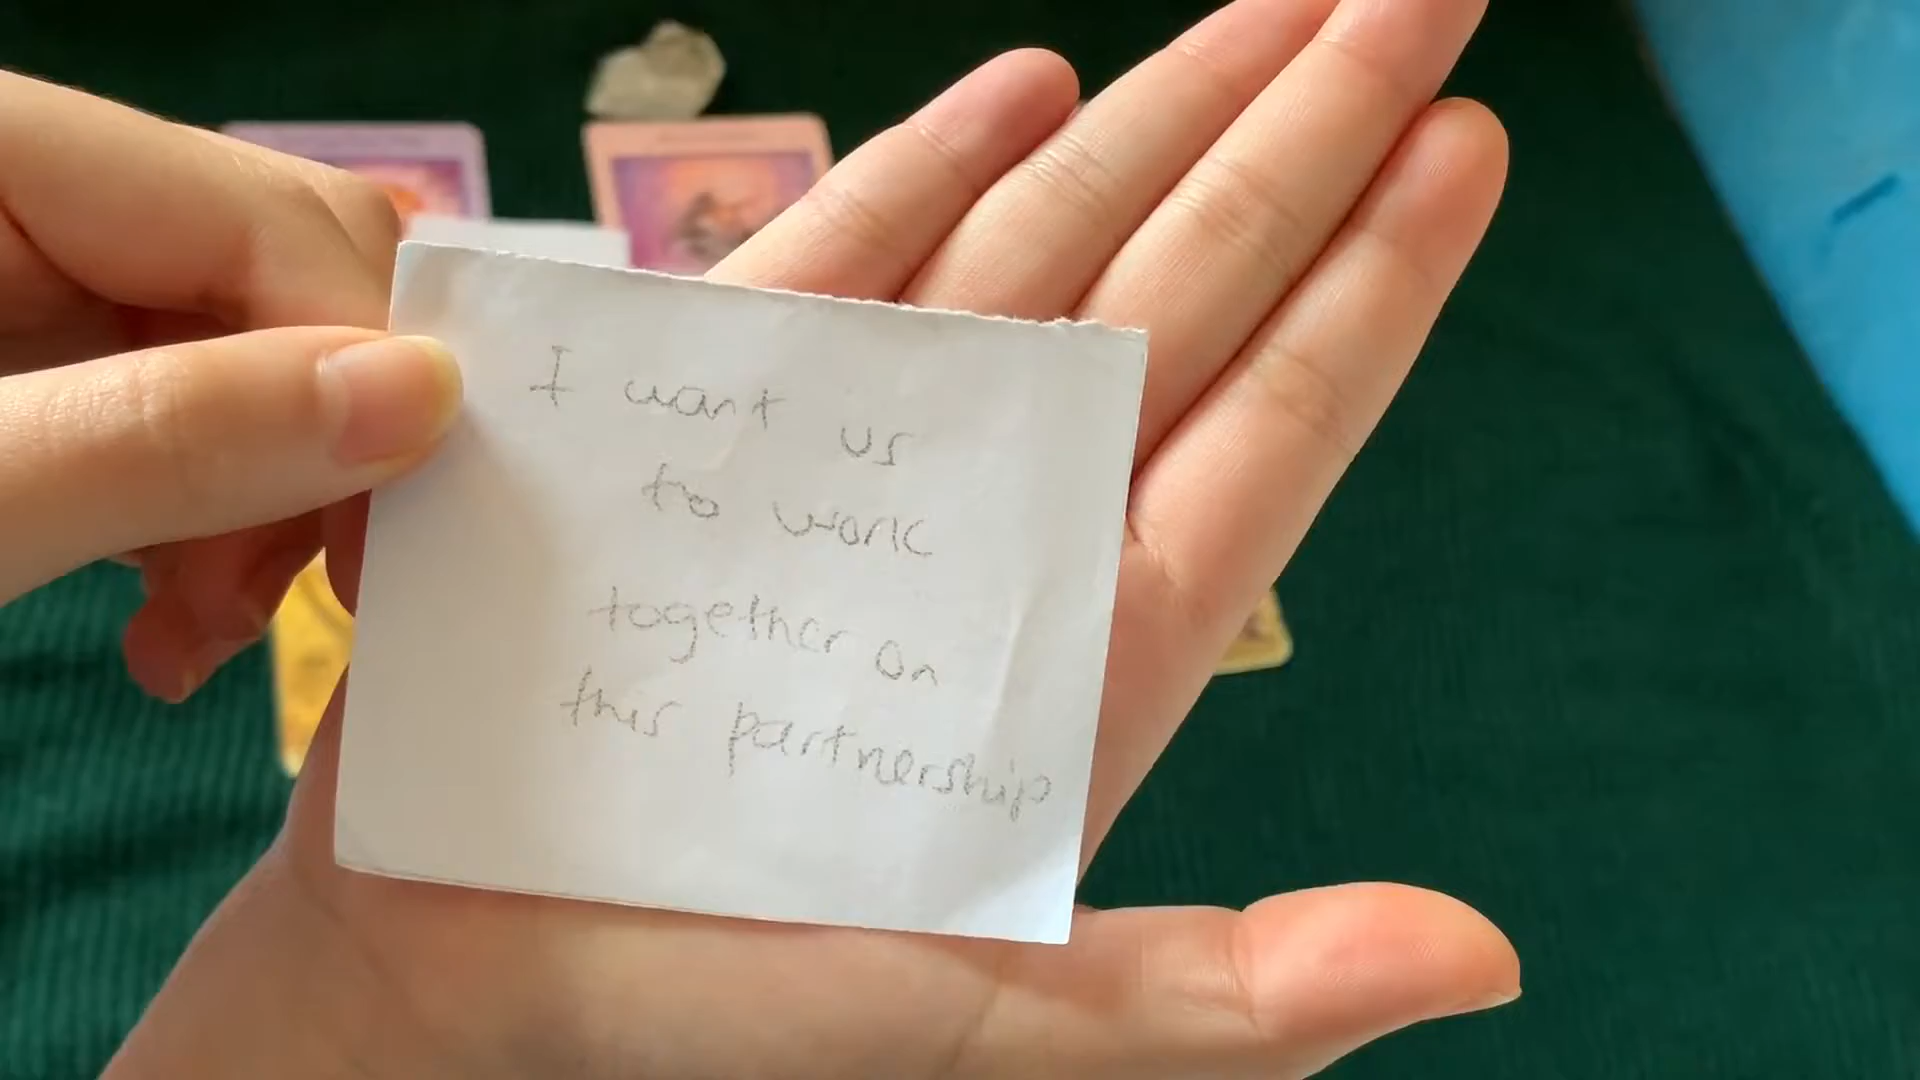 I want us
to work
together on
this partnership